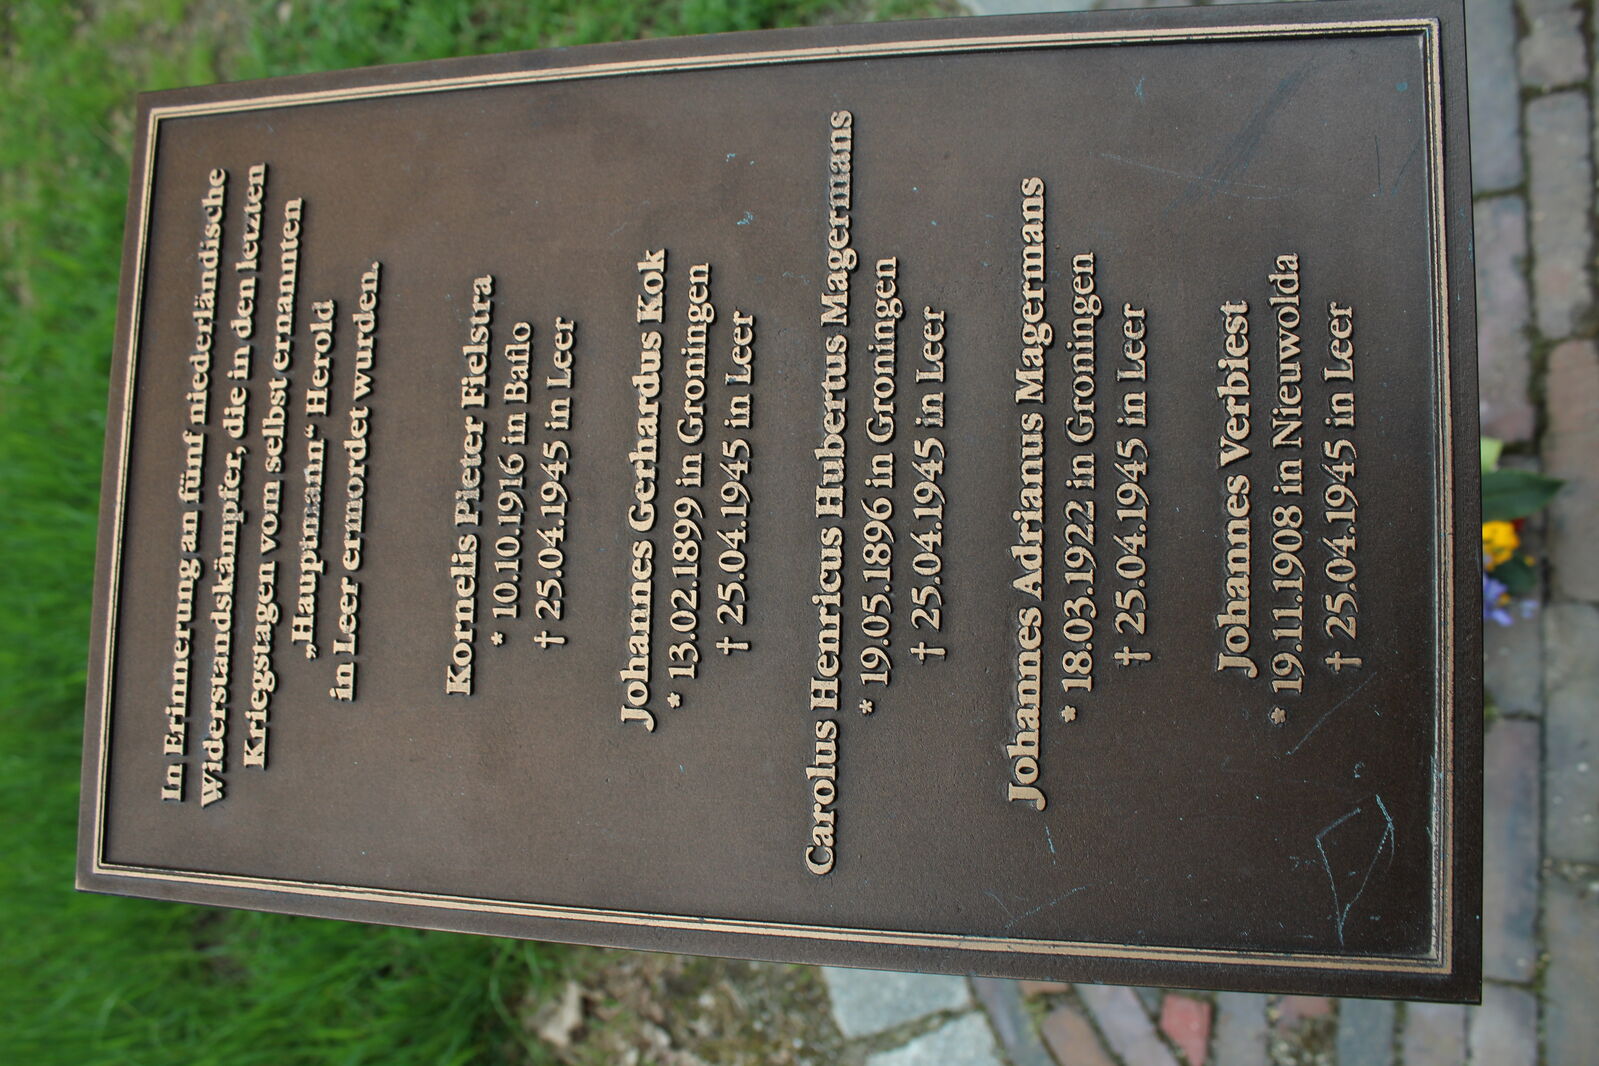 In Erinnerung an fünf niederländische
Widerstandskämpfer, die in den letzten
Kriegstagen vom selbst ernannten
„Hauptmann“ Herold
in Leer ermordet wurden.
Kornelis Pieter Fielstra
* 10.10.1916 in Baflo
† 25.04.1945 in Leer
Johannes Gerhardus Kok
* 13.02.1899 in Groningen
† 25.04.1945 in Leer
Carolus Henricus Hubertus Magermans
* 19.05.1896 in Groningen
† 25.04.1945 in Leer
Johannes Adrianus Magermans
* 18.03.1922 in Groningen
† 25.04.1945 in Leer
Johannes Verbiest
* 19.11.1908 in Nieuwolda
† 25.04.1945 in Leer